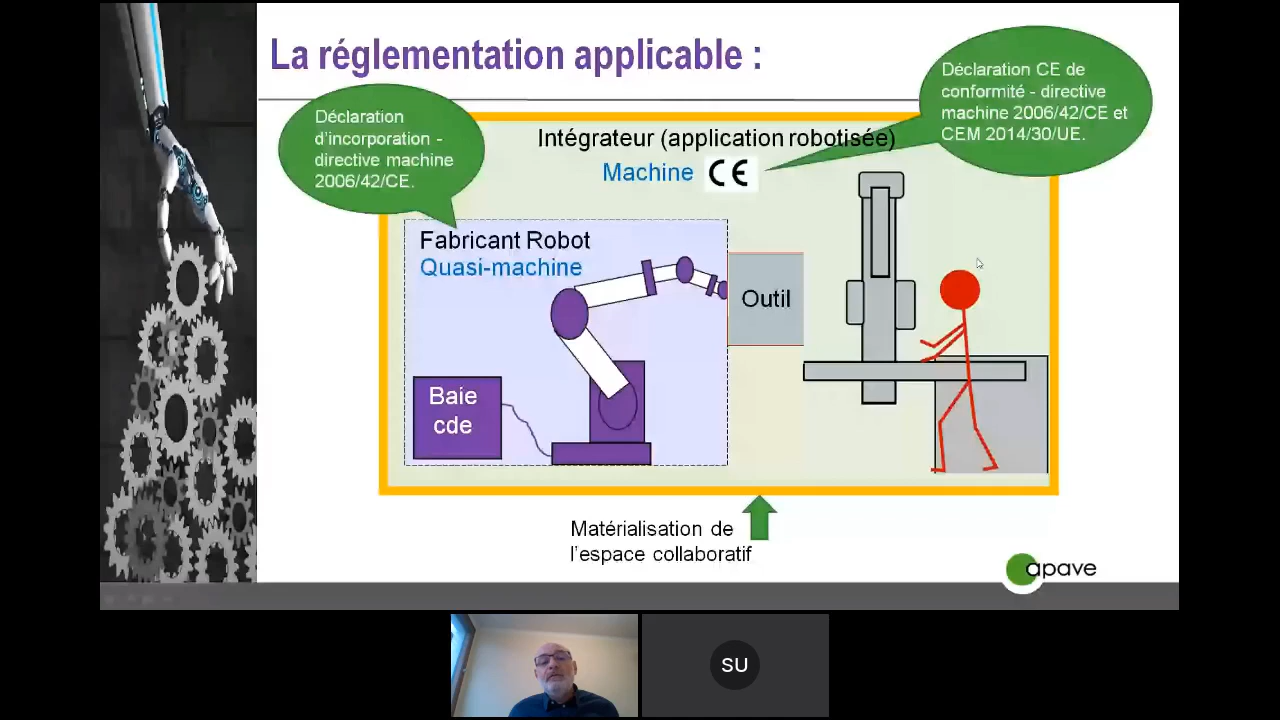 La réglementation applicable :
Déclaration
d'incorporation -
directive machine
2006/42/CE.
Déclaration CE de
conformité - directive
machine 2006/42/CE et
CEM 2014/30/UE.
Intégrateur (application robotisée)
Machine CE
Fabricant Robot
Quasi-machine
Outil
Baie
cde
Matérialisation de
l'espace collaboratif
apave
SU